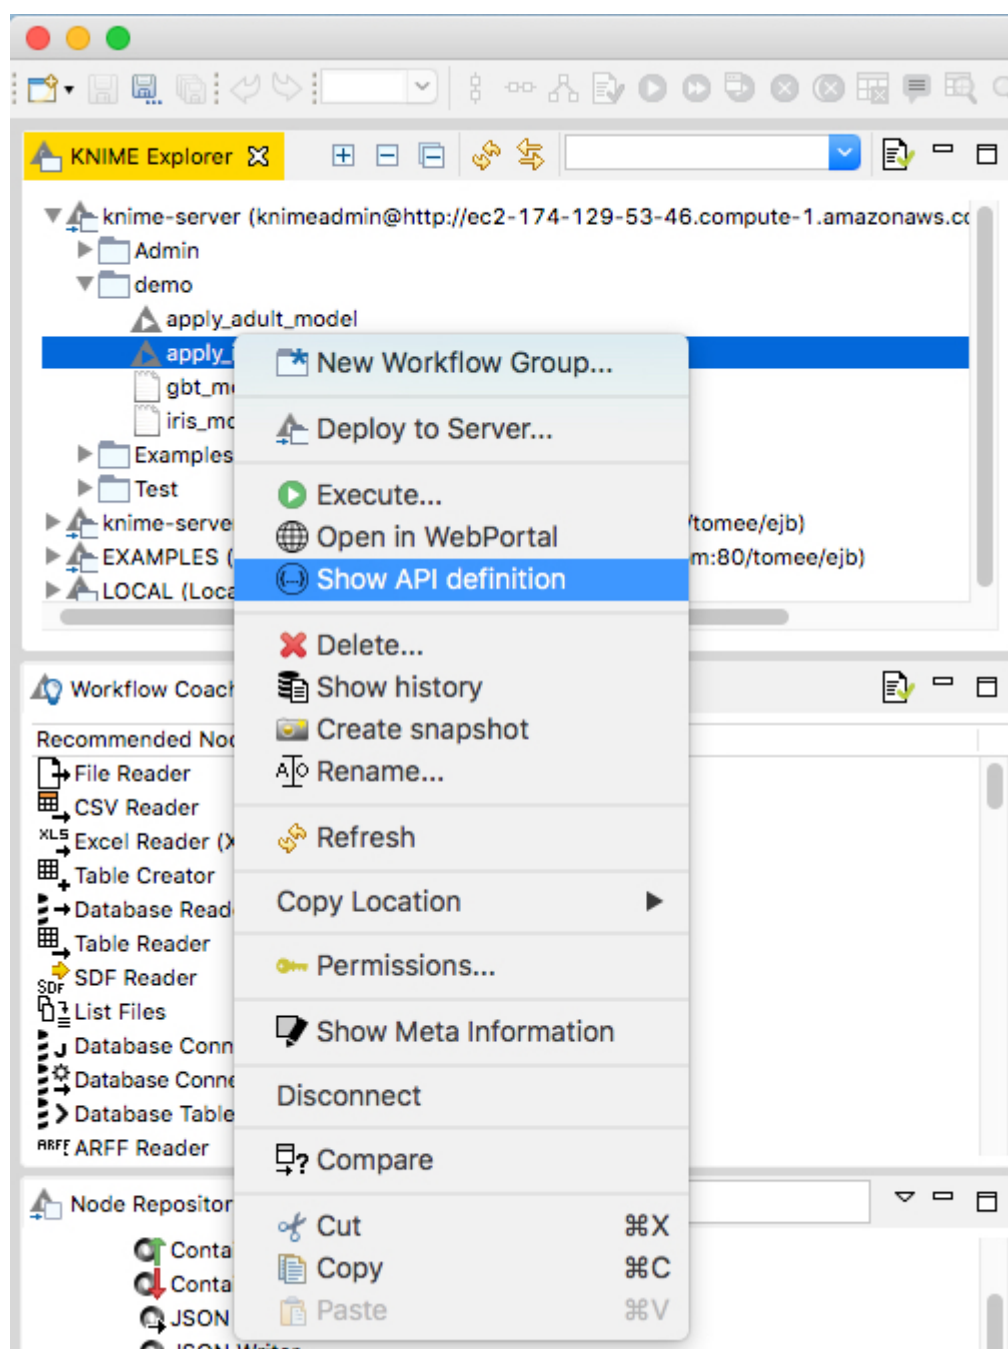 KNIME Explorer
knime-server (knimeadmin@http://ec2-174-129-53-46.compute-1.amazonaws.co
Admin
demo
apply_adult_model
apply_
New Workflow Group...
gbt_m
iris_mo
Deploy to Server...
Examples
Test
Execute...
knime-serve
/tomee/ejb)
Open in WebPortal
EXAMPLES (
m:80/tomee/ejb)
Show API definition
LOCAL (Loca
Delete...
Workflow Coach
Show history
Create snapshot
Recommended No
File Reader
Rename...
CSV Reader
XLS
Excel Reader (X
Refresh
Table Creator
Database Read
Copy Location
Table Reader
SDF Reader
SDF
Permissions...
List Files
Show Meta Information
Database Conn
Database Conne
Disconnect
Database Table
ARFF ARFF Reader
Compare
Node Repositor
Cut ⌘X
Conta
Copy ⌘C
Conta
JSON
Paste ⌘V